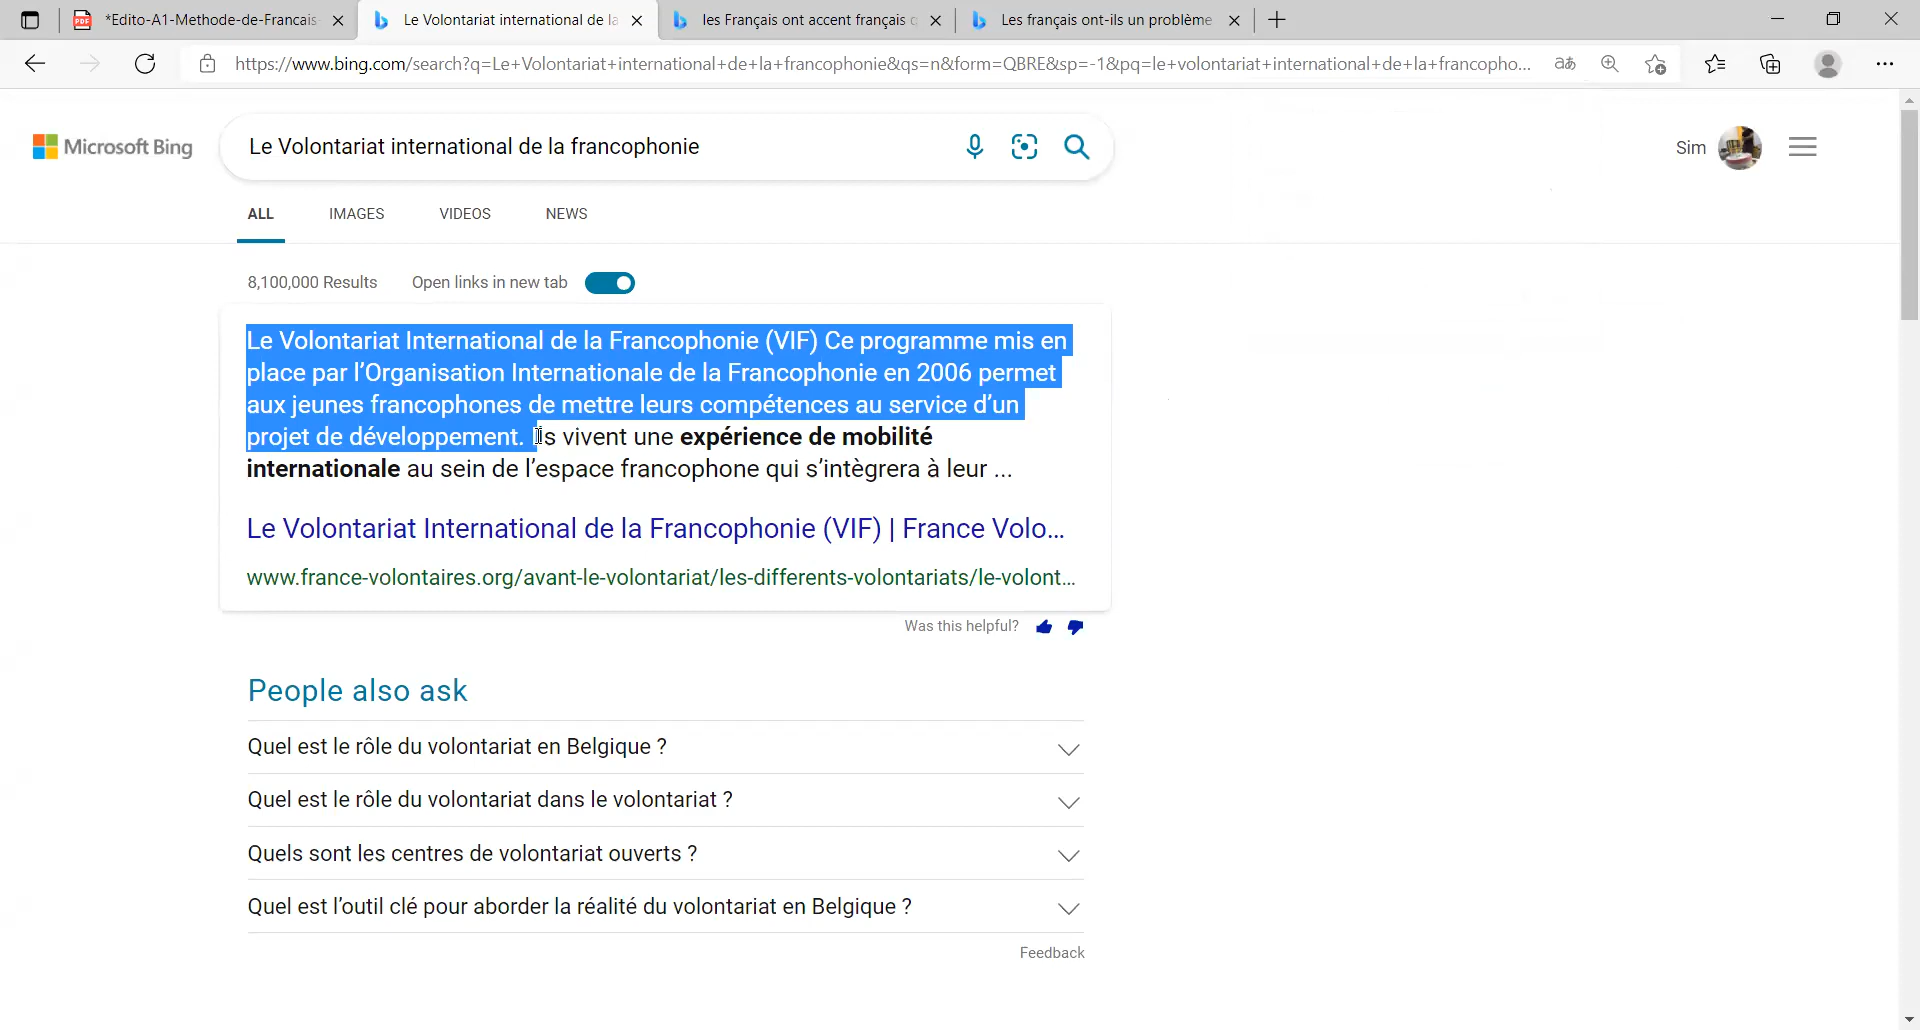 *Edito-A1-Methode-de-Francais
Le Volontariat international de la
les Français ont accent français
Les français ont-ils un problème
https://www.bing.com/search?q=Le+Volontariat+international+de+la+francophonie&qs=n&form=QBRE&sp=-1&pq=le+volontariat+international+de+la+francopho...
Microsoft Bing
Le Volontariat international de la francophonie
Sim
ALL IMAGES VIDEOS NEWS
8,100,000 Results Open links in new tab
Le Volontariat International de la Francophonie (VIF) Ce programme mis en
place par l’Organisation Internationale de la Francophonie en 2006 permet
aux jeunes francophones de mettre leurs compétences au service d’un
projet de développement. Ils vivent une expérience de mobilité
internationale au sein de l’espace francophone qui s’intègrera à leur ...
Le Volontariat International de la Francophonie (VIF) | France Volo...
www.france-volontaires.org/avant-le-volontariat/les-differents-volontariats/le-volont...
Was this helpful?
People also ask
Quel est le rôle du volontariat en Belgique ?
Quel est le rôle du volontariat dans le volontariat ?
Quels sont les centres de volontariat ouverts ?
Quel est l’outil clé pour aborder la réalité du volontariat en Belgique ?
Feedback